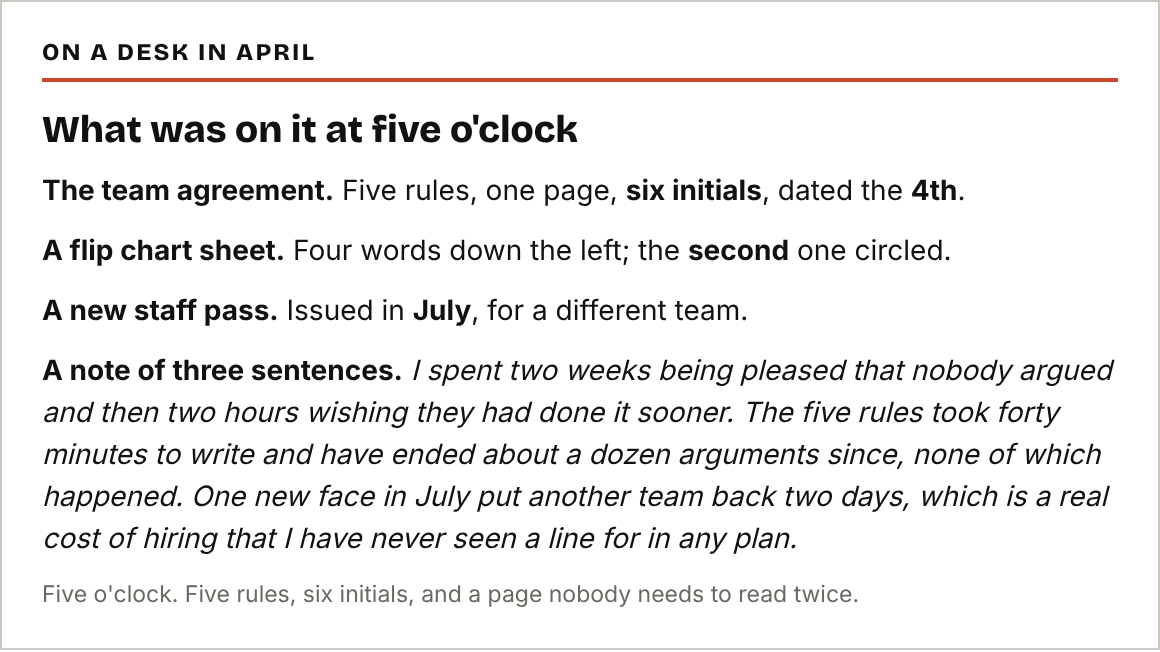 ON A DESK IN APRIL
What was on it at five o'clock
The team agreement. Five rules, one page, six initials, dated the 4th.
A flip chart sheet. Four words down the left; the second one circled.
A new staff pass. Issued in July, for a different team.
A note of three sentences. I spent two weeks being pleased that nobody argued
and then two hours wishing they had done it sooner. The five rules took forty
minutes to write and have ended about a dozen arguments since, none of which
happened. One new face in July put another team back two days, which is a real
cost of hiring that I have never seen a line for in any plan.
Five o'clock. Five rules, six initials, and a page nobody needs to read twice.